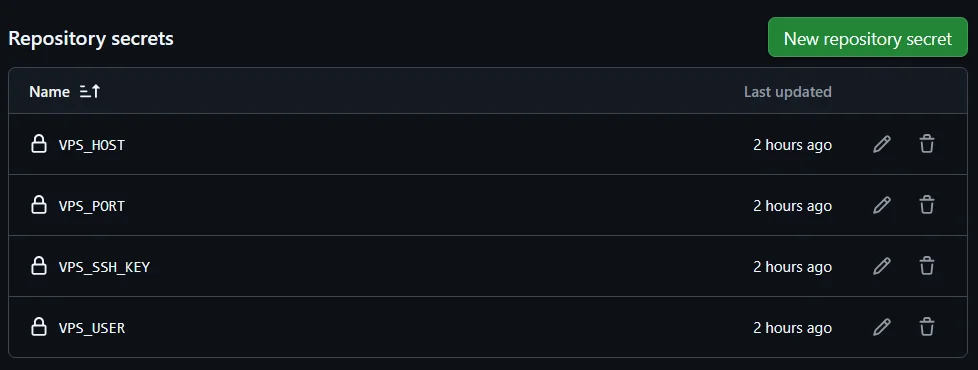 Repository secrets
New repository secret
Name
Last updated
VPS_HOST
2 hours ago
VPS_PORT
2 hours ago
VPS_SSH_KEY
2 hours ago
VPS_USER
2 hours ago